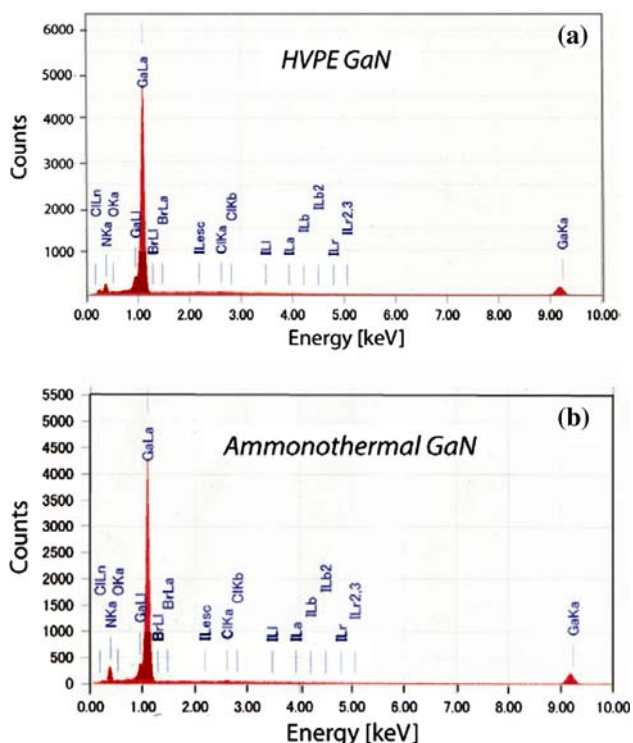 (a)
HVPE GaN
Counts
6000
5000
4000
3000
2000
1000
ClLn
NKa
OKa
GaLl
GaLa
BrLl
BrLa
ILesc
ClKa
ClKb
ILl
ILa
ILb
ILb2
ILr
ILr2,3
GaKa
0.00 1.00 2.00 3.00 4.00 5.00 6.00 7.00 8.00 9.00 10.00
Energy [keV]
(b)
Ammonothermal GaN
Counts
5500
5000
4500
4000
3500
3000
2500
2000
1500
1000
500
0
ClLn
NKa
OKa
GaLl
GaLa
BrLl
BrLa
ILesc
ClKa
ClKb
ILl
ILa
ILb
ILb2
ILr
ILr2,3
GaKa
0.00 1.00 2.00 3.00 4.00 5.00 6.00 7.00 8.00 9.00 10.00
Energy [keV]